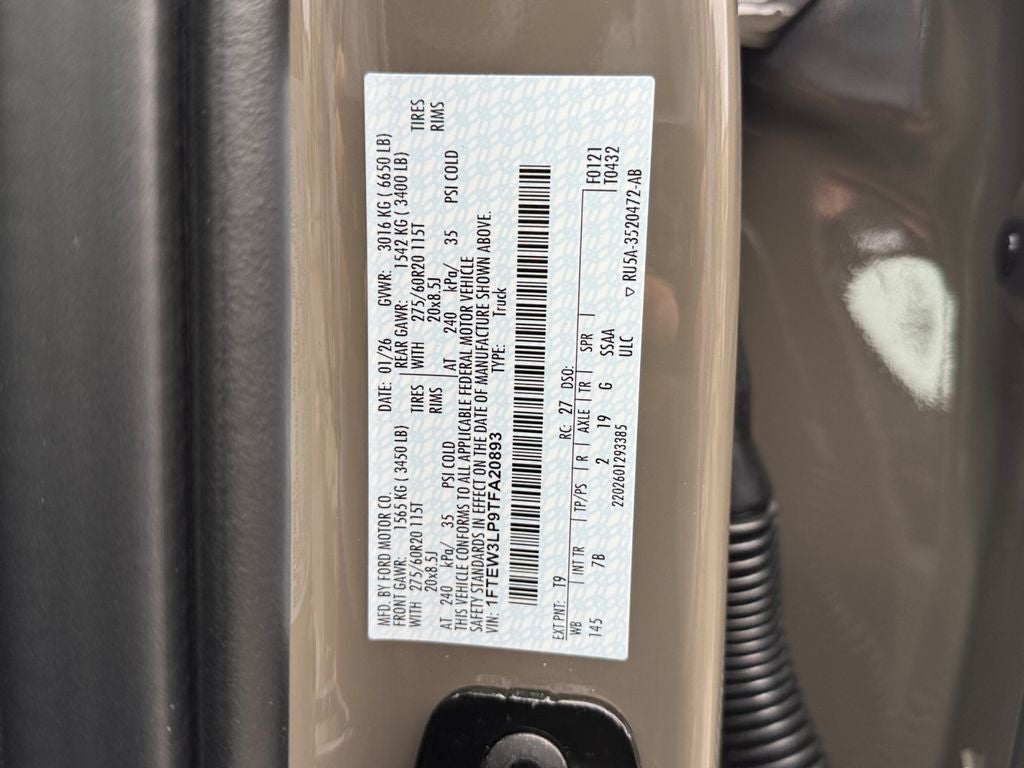 MFD. BY FORD MOTOR CO. DATE: 01/26 GVWR: 3016 KG ( 6650 LB)
FRONT GAWR: 1565 KG ( 3450 LB) REAR GAWR: 1542 KG ( 3400 LB)
WITH 275/60R20 115T TIRES WITH 275/60R20 115T TIRES
20x8.5J RIMS 20x8.5J RIMS
AT 240 kPa/ 35 PSI COLD AT 240 kPa/ 35 PSI COLD
THIS VEHICLE CONFORMS TO ALL APPLICABLE FEDERAL MOTOR VEHICLE
SAFETY STANDARDS IN EFFECT ON THE DATE OF MANUFACTURE SHOWN ABOVE.
VIN: 1FTEW3LP9TFA20893 TYPE: Truck
EXT PNT: T9 RC: 27 DSO: F0121
WB INTR TP/PS R AXLE TR SPR T0432
145 7B 2 19 G SSAA
ULC
2202601293385 ▽ RU5A-3520472-AB